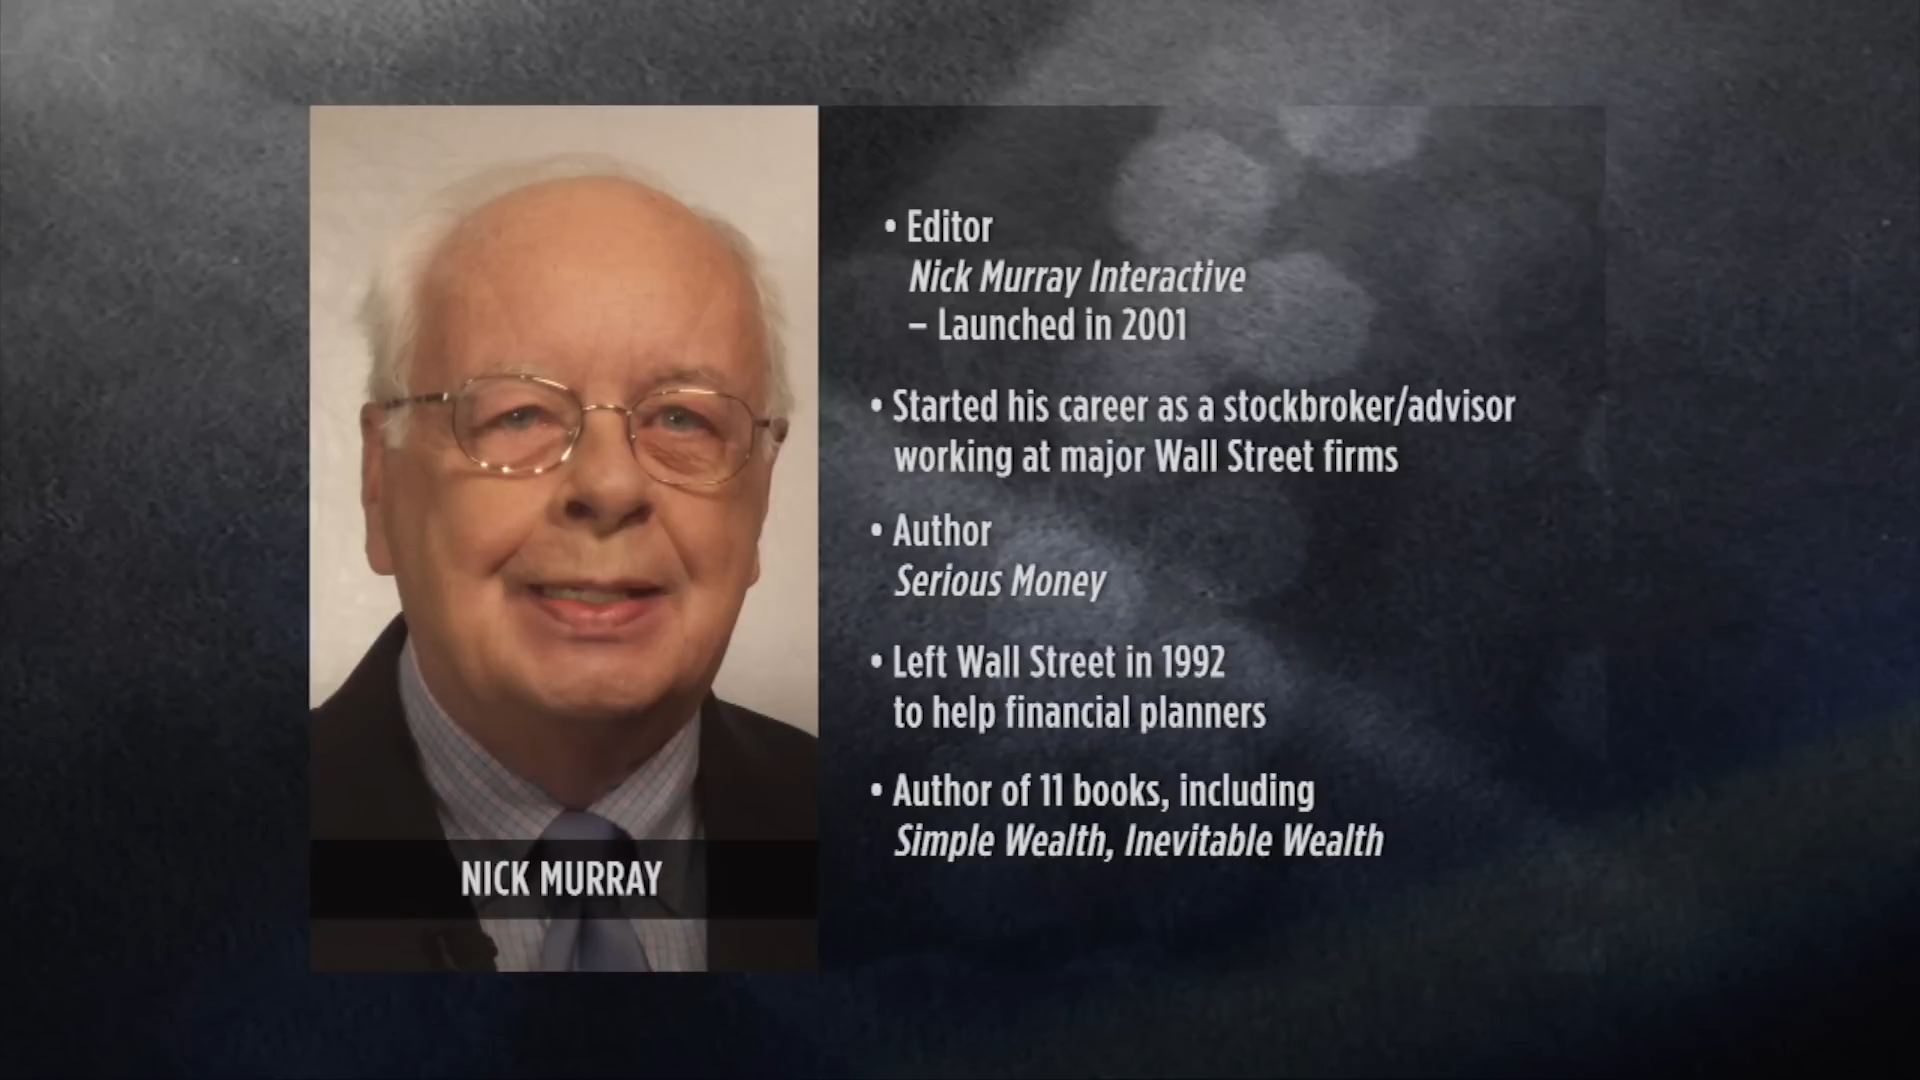 • Editor
Nick Murray Interactive
– Launched in 2001
• Started his career as a stockbroker/advisor
working at major Wall Street firms
• Author
Serious Money
• Left Wall Street in 1992
to help financial planners
• Author of 11 books, including
Simple Wealth, Inevitable Wealth
NICK MURRAY